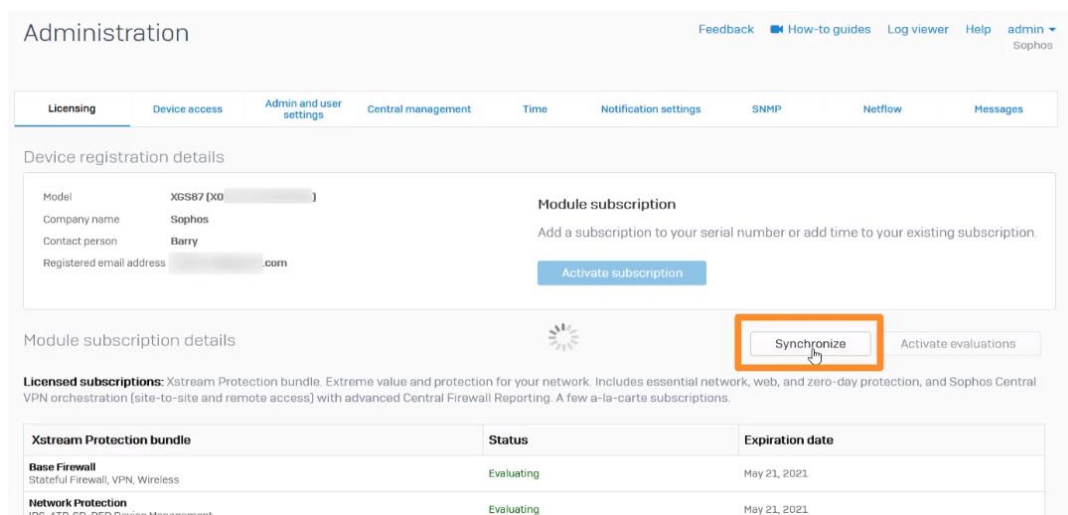 Administration
Feedback How-to guides Log viewer Help admin
Sophos
Licensing Device access Admin and user settings Central management Time Notification settings SNMP Netflow Messages
Device registration details
Model XGS87 (X0 )
Company name Sophos
Contact person Barry
Registered email address .com
Module subscription
Add a subscription to your serial number or add time to your existing subscription.
Activate subscription
Module subscription details
Synchronize Activate evaluations
Licensed subscriptions: Xstream Protection bundle. Extreme value and protection for your network. Includes essential network, web, and zero-day protection, and Sophos Central
VPN orchestration (site-to-site and remote access) with advanced Central Firewall Reporting. A few a-la-carte subscriptions.
Xstream Protection bundle Status Expiration date
Base Firewall
Stateful Firewall, VPN, Wireless Evaluating May 21, 2021
Network Protection
Evaluating May 21, 2021